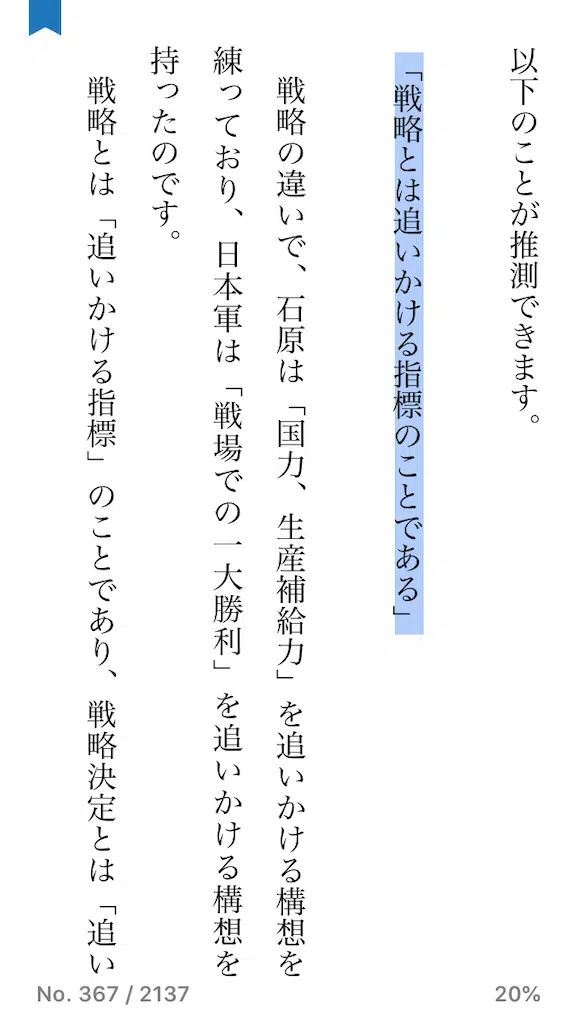 以下のことが推測できます。
「戦略とは追いかける指標のことである」
戦略の違いで、石原は「国力、生産補給力」を追いかける構想を
練っており、日本軍は「戦場での一大勝利」を追いかける構想を
持ったのです。
戦略とは「追いかける指標」のことであり、戦略決定とは「追い
No. 367 / 2137
20%